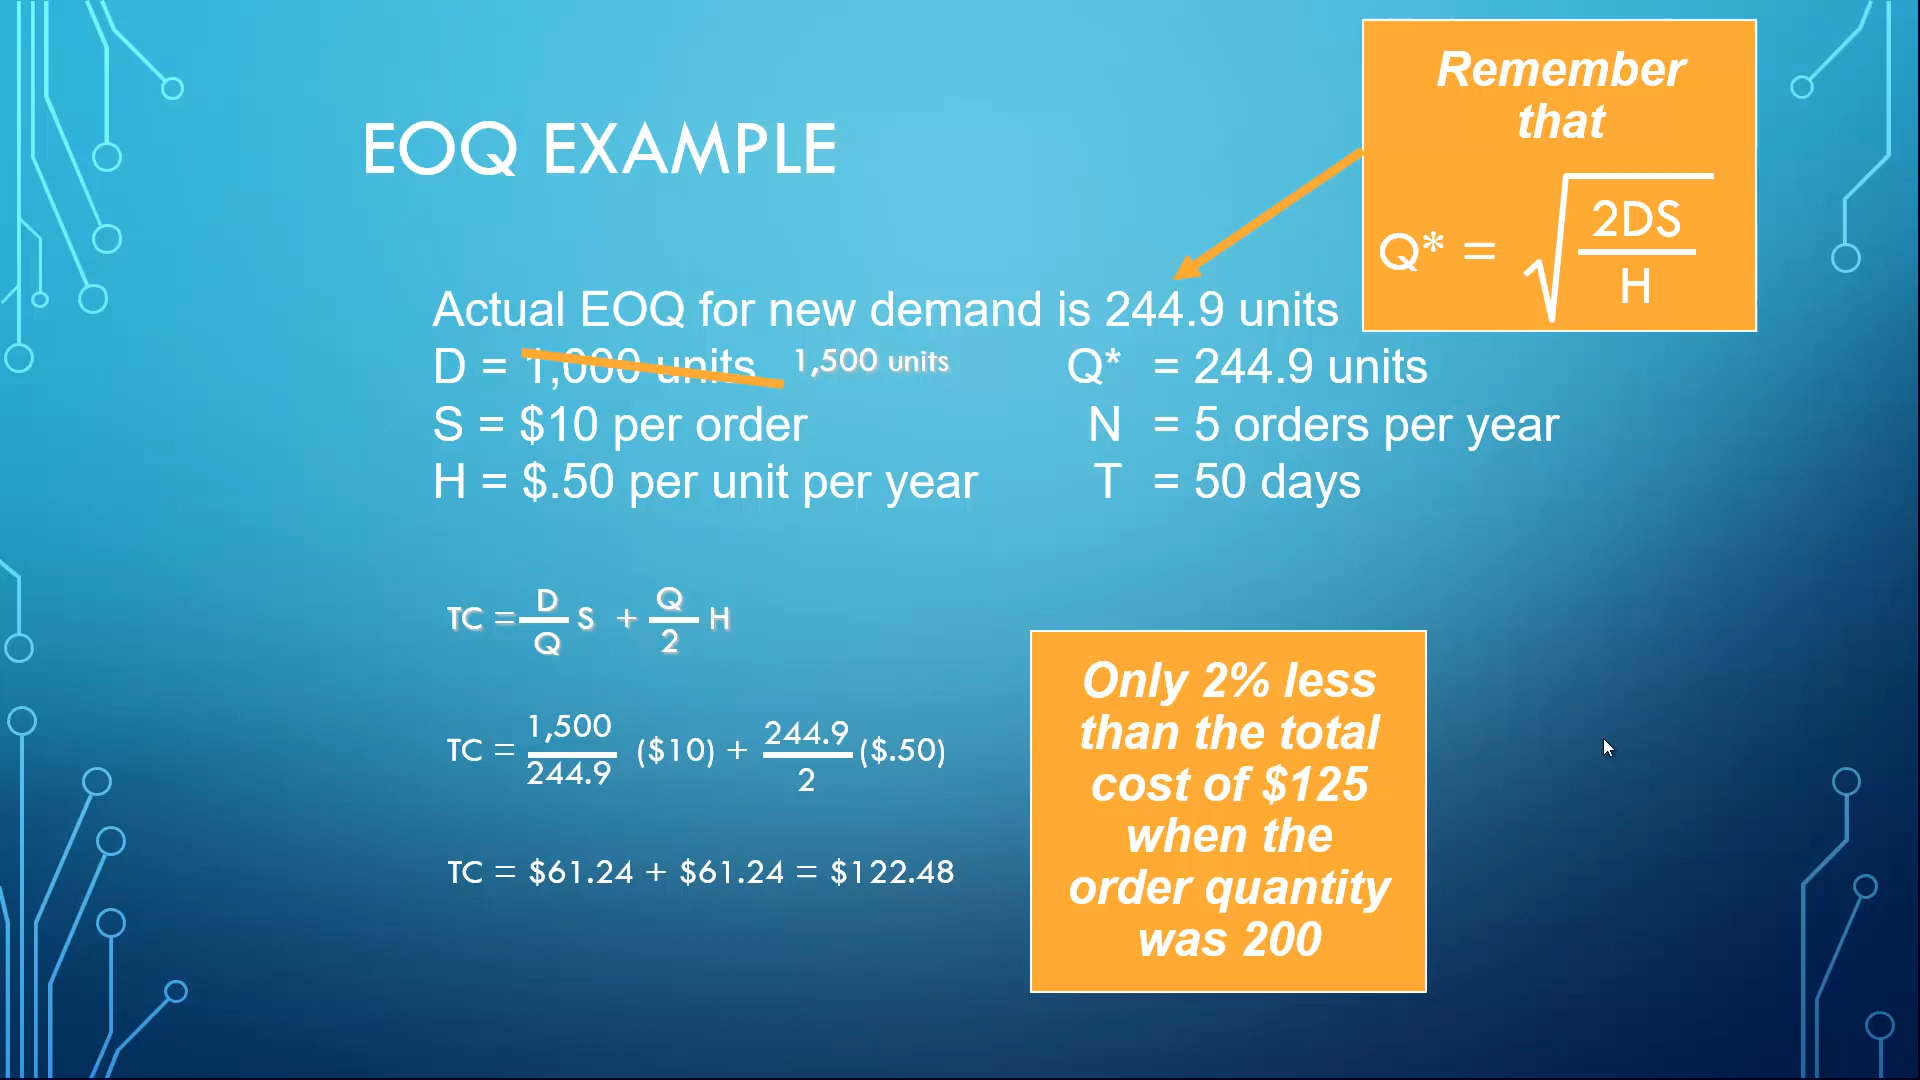 EOQ EXAMPLE
Remember
that
Q* = √ 2DS
H
Actual EOQ for new demand is 244.9 units
D = 1,000 units 1,500 units Q* = 244.9 units
S = $10 per order N = 5 orders per year
H = $.50 per unit per year T = 50 days
D Q
TC = S + H
Q 2
1,500 244.9
TC = ($10) + ($.50)
244.9 2
TC = $61.24 + $61.24 = $122.48
Only 2% less
than the total
cost of $125
when the
order quantity
was 200